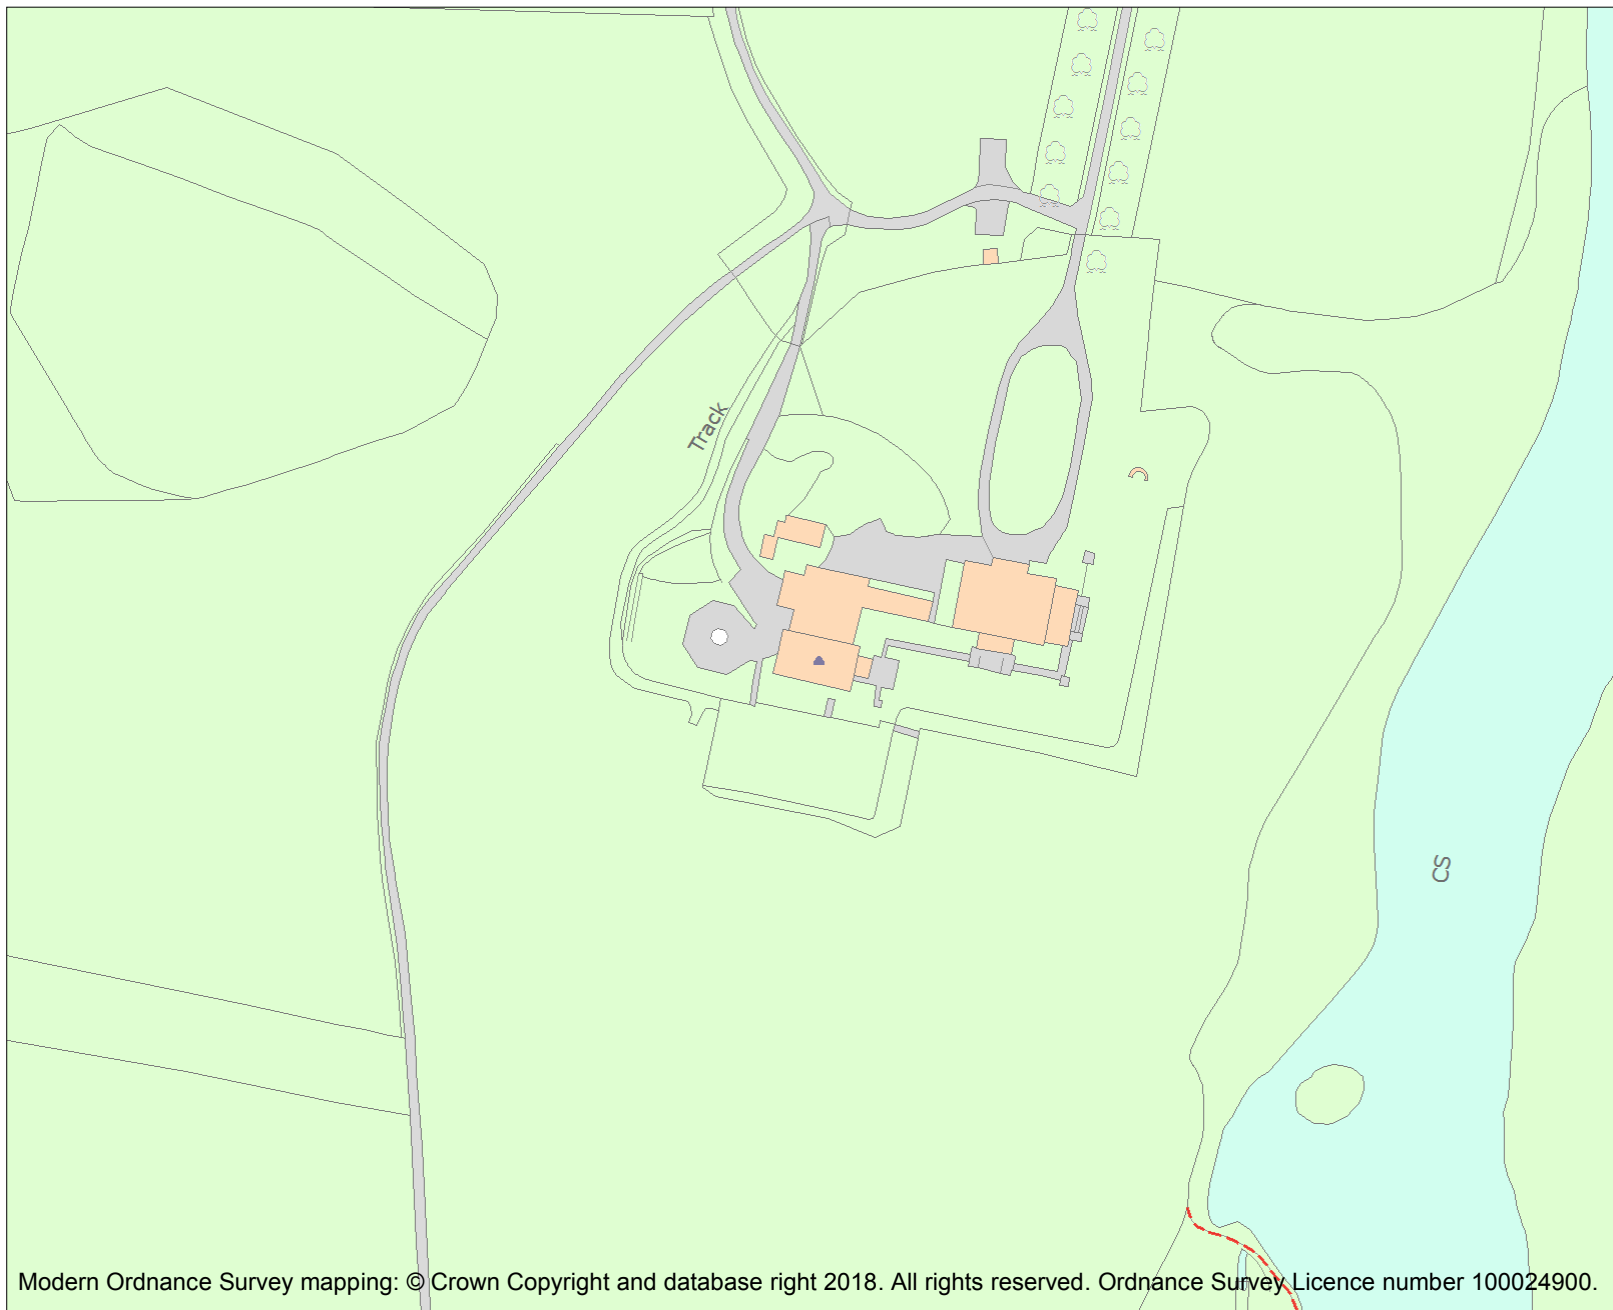 Track
CS
Modern Ordnance Survey mapping: © Crown Copyright and database right 2018. All rights reserved. Ordnance Survey Licence number 100024900.